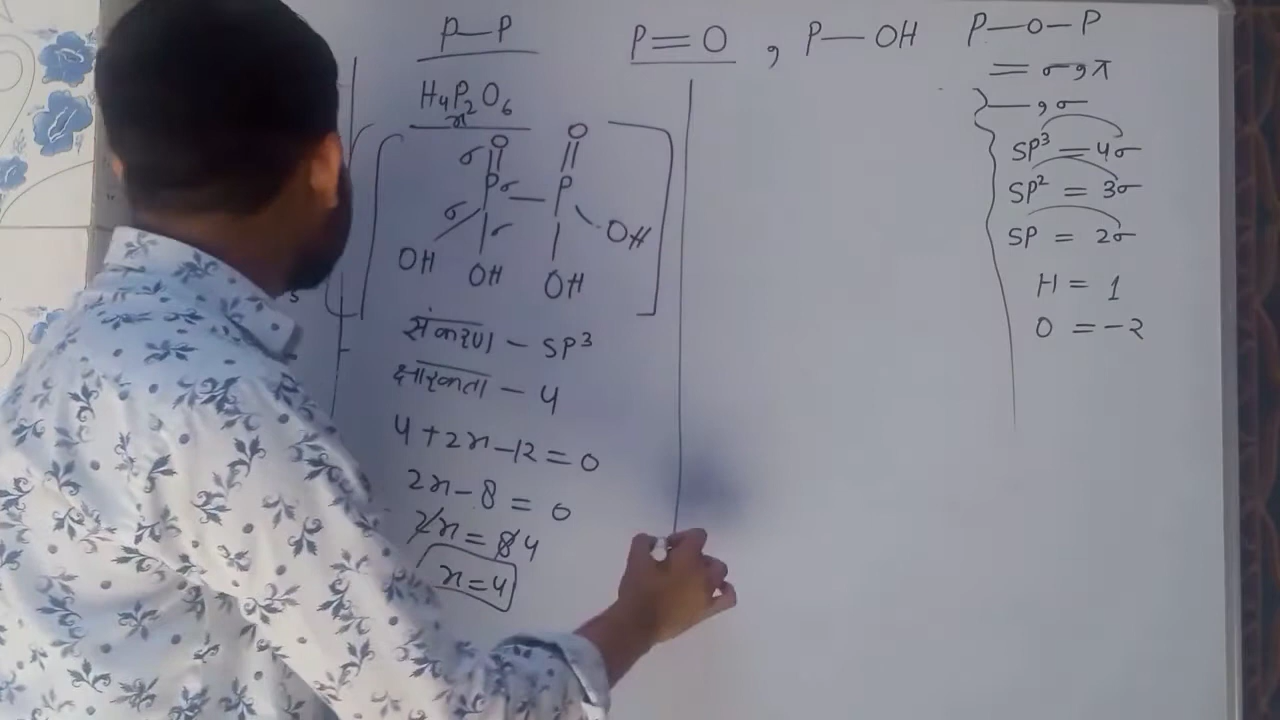 P—P
P=O , P—OH P—O—P
H₄P₂O₆
x
= σ,π
—,σ
SP³ = 4σ
SP² = 3σ
SP = 2σ
H = 1
O = -2
O O
σ
P σ — P
σ σ
OH OH OH OH
संकरण - SP³
क्षारकता - 4
4+2x-12=0
2x-8=0
2x=8 4
x=4